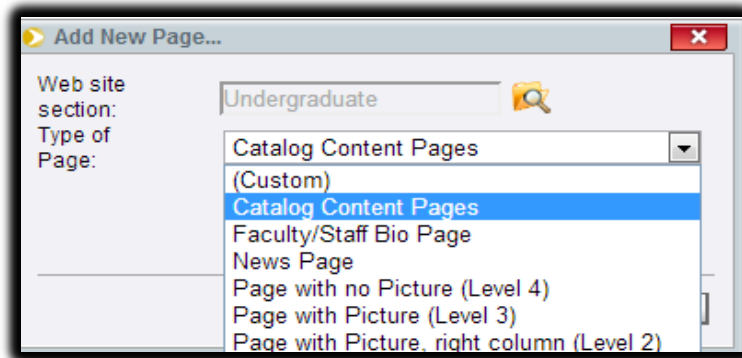 Add New Page...
Web site
section:
Undergraduate
Type of
Page:
Catalog Content Pages
(Custom)
Catalog Content Pages
Faculty/Staff Bio Page
News Page
Page with no Picture (Level 4)
Page with Picture (Level 3)
Page with Picture, right column (Level 2)